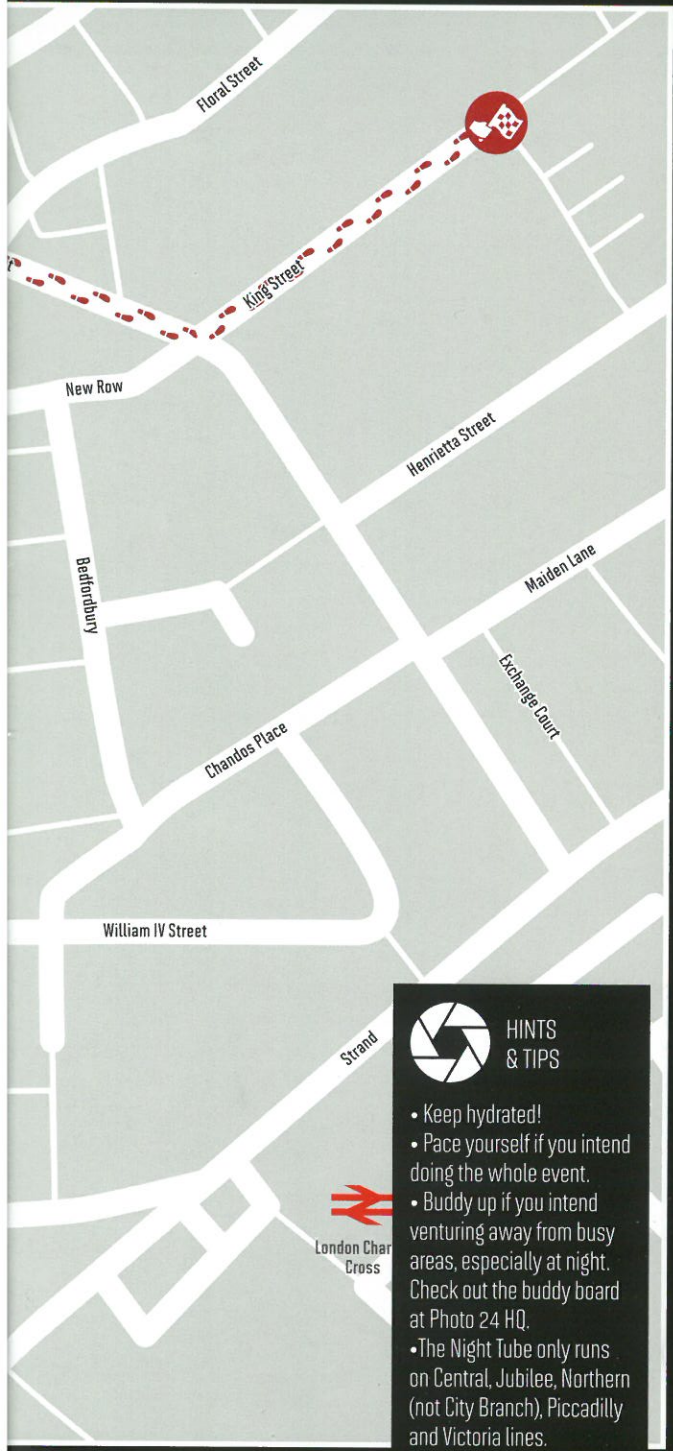 Floral Street
King Street
New Row
Henrietta Street
Bedfordbury
Maiden Lane
Exchange Court
Chandos Place
William IV Street
Strand
London Char
Cross
HINTS
& TIPS
• Keep hydrated!
• Pace yourself if you intend
doing the whole event.
• Buddy up if you intend
venturing away from busy
areas, especially at night.
Check out the buddy board
at Photo 24 HQ.
•The Night Tube only runs
on Central, Jubilee, Northern
(not City Branch), Piccadilly
and Victoria lines.